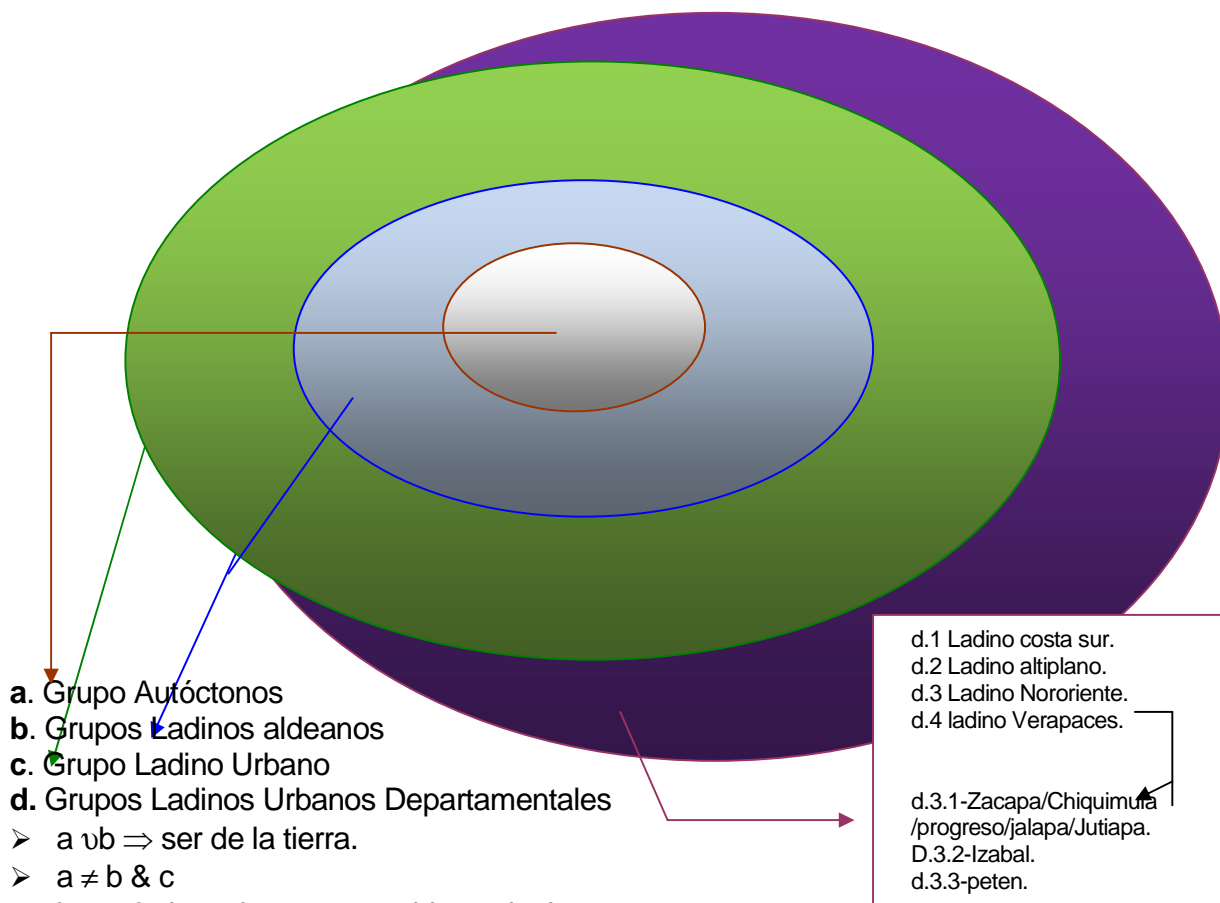 a. Grupo Autóctonos
b. Grupos Ladinos aldeanos
c. Grupo Ladino Urbano
d. Grupos Ladinos Urbanos Departamentales
➢ a υb ⇒ ser de la tierra.
➢ a ≠ b & c
d.1 Ladino costa sur.
d.2 Ladino altiplano.
d.3 Ladino Nororiente.
d.4 ladino Verapaces.
d.3.1-Zacapa/Chiquimula
/progreso/jalapa/Jutiapa.
D.3.2-Izabal.
d.3.3-peten.